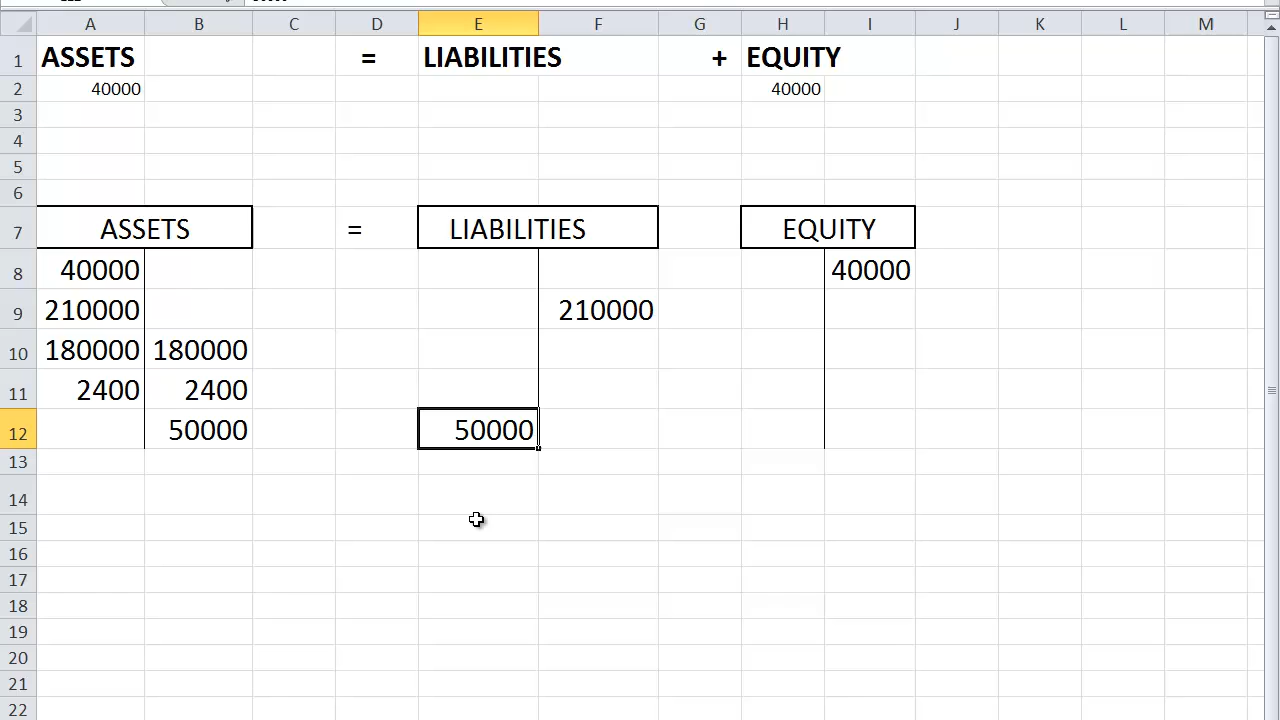 A B C D E F G H I J K L M
1 ASSETS = LIABILITIES + EQUITY
2 40000 40000
3
4
5
6
7 ASSETS = LIABILITIES EQUITY
8 40000 40000
9 210000 210000
10 180000 180000
11 2400 2400
12 50000 50000
13
14
15
16
17
18
19
20
21
22